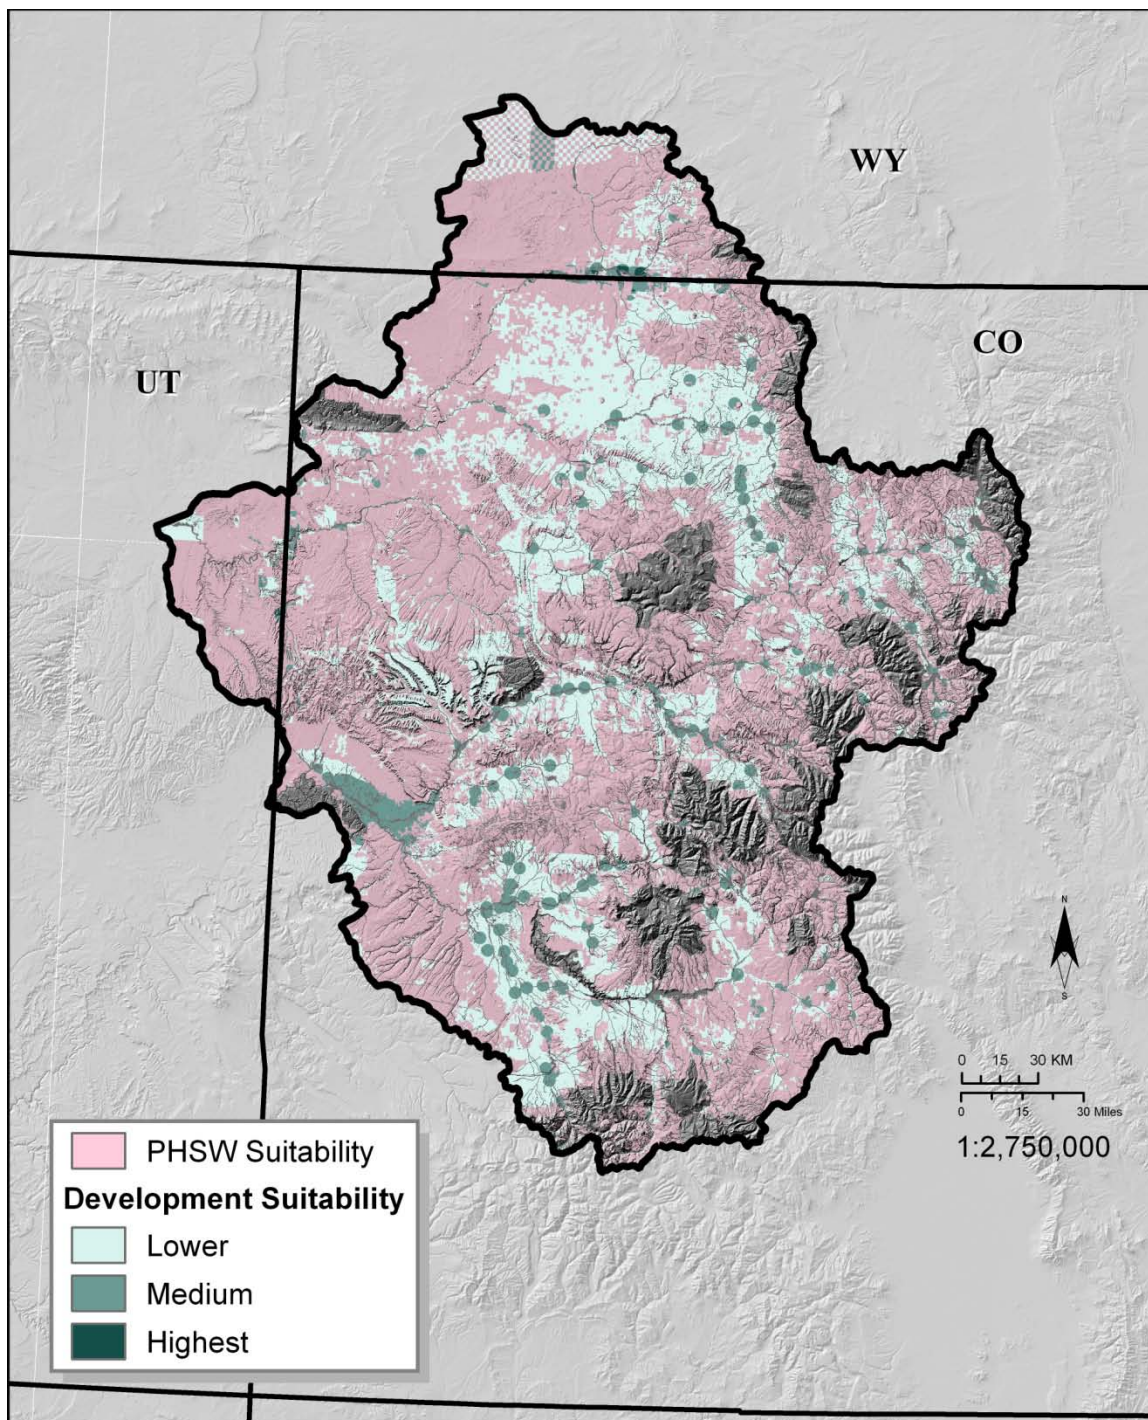 WY
CO
UT
N
S
0 15 30 KM
0 15 30 Miles
1:2,750,000
PHSW Suitability
Development Suitability
Lower
Medium
Highest